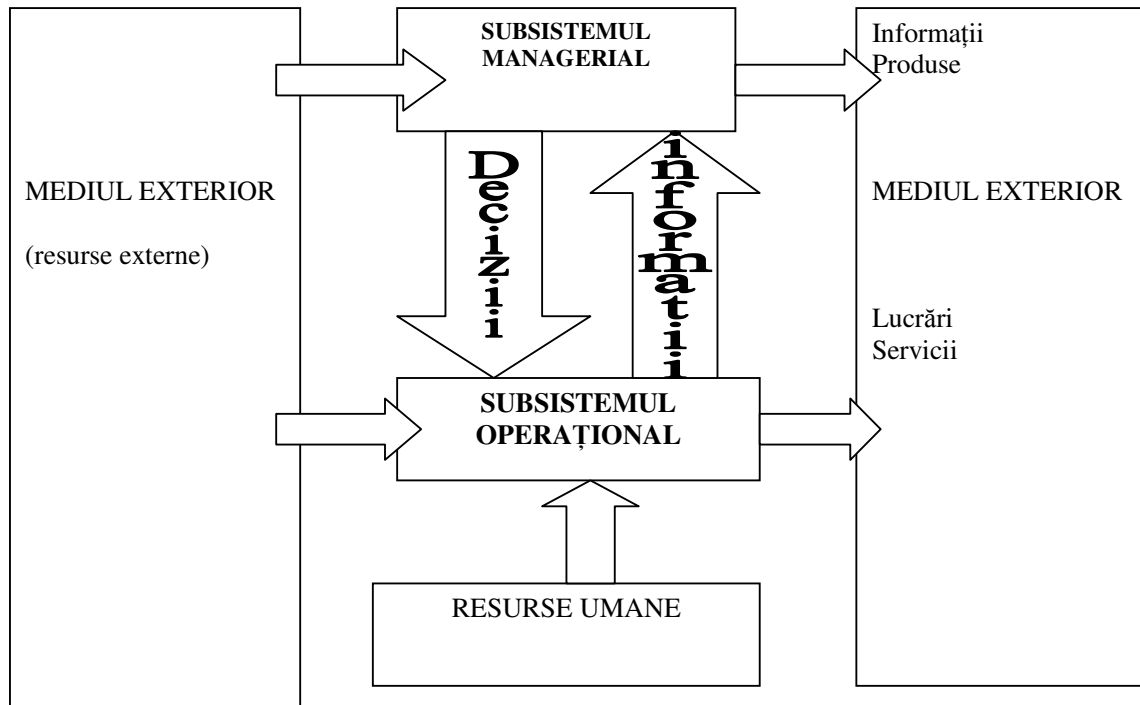 SUBSISTEMUL
MANAGERIAL
Informații
Produse
Decizii
informatii
MEDIUL EXTERIOR
(resurse externe)
MEDIUL EXTERIOR
Lucrări
Servicii
SUBSISTEMUL
OPERAȚIONAL
RESURSE UMANE